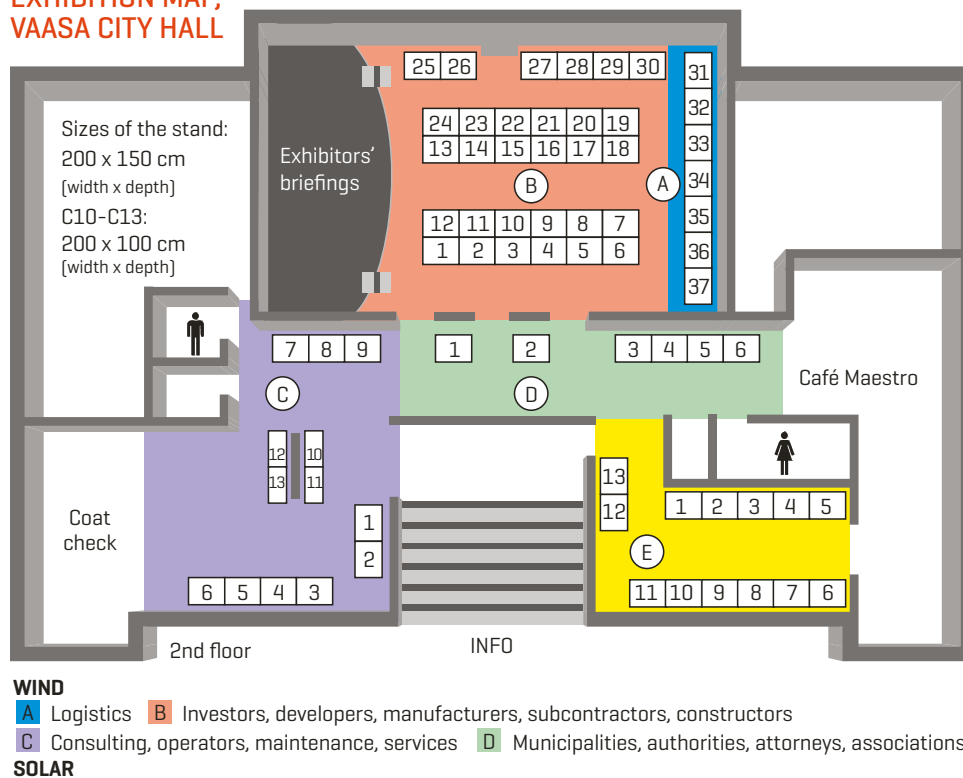 EXHIBITION MAP,
VAASA CITY HALL
Sizes of the stand:
200 x 150 cm
(width x depth)
C10-C13:
200 x 100 cm
(width x depth)
Exhibitors'
briefings
25 26 27 28 29 30
24 23 22 21 20 19
13 14 15 16 17 18
B
12 11 10 9 8 7
1 2 3 4 5 6
A
31
32
33
34
35
36
37
7 8 9
C
12 10
13 11
1
2
6 5 4 3
1 2 3 4 5 6
D
Café Maestro
13
12
1 2 3 4 5
E
11 10 9 8 7 6
Coat
check
2nd floor
INFO
WIND
A Logistics B Investors, developers, manufacturers, subcontractors, constructors
C Consulting, operators, maintenance, services D Municipalities, authorities, attorneys, associations
SOLAR